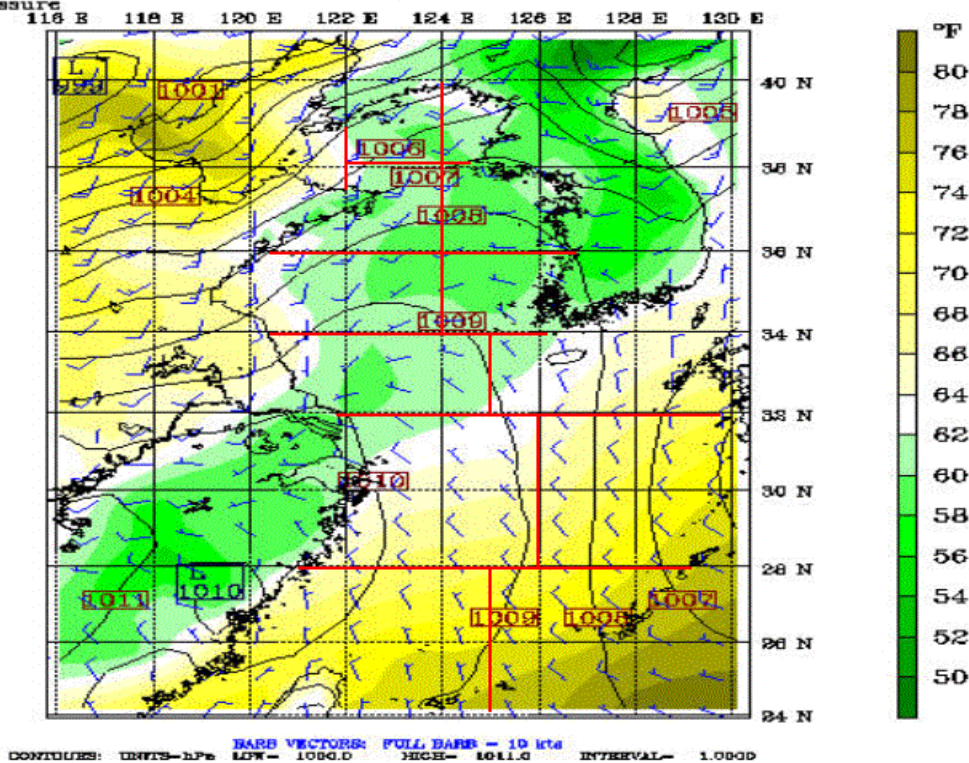 ssure
116 E 118 E 120 E 122 E 124 E 126 E 128 E 130 E
°F
L
999
1001
40 N
80
1005
78
1006
76
38 N
1007
1004
74
1008
72
36 N
70
68
1009
34 N
66
64
32 N
62
1010
30 N
60
58
L
28 N
56
1010
1011
1009
1008
1007
54
26 N
52
50
24 N
BARB VECTORS: FULL BARB = 10 kts
CONTOURS: UNITS=hPa LOW= 1000.0 HIGH= 1011.0 INTERVAL= 1.0000